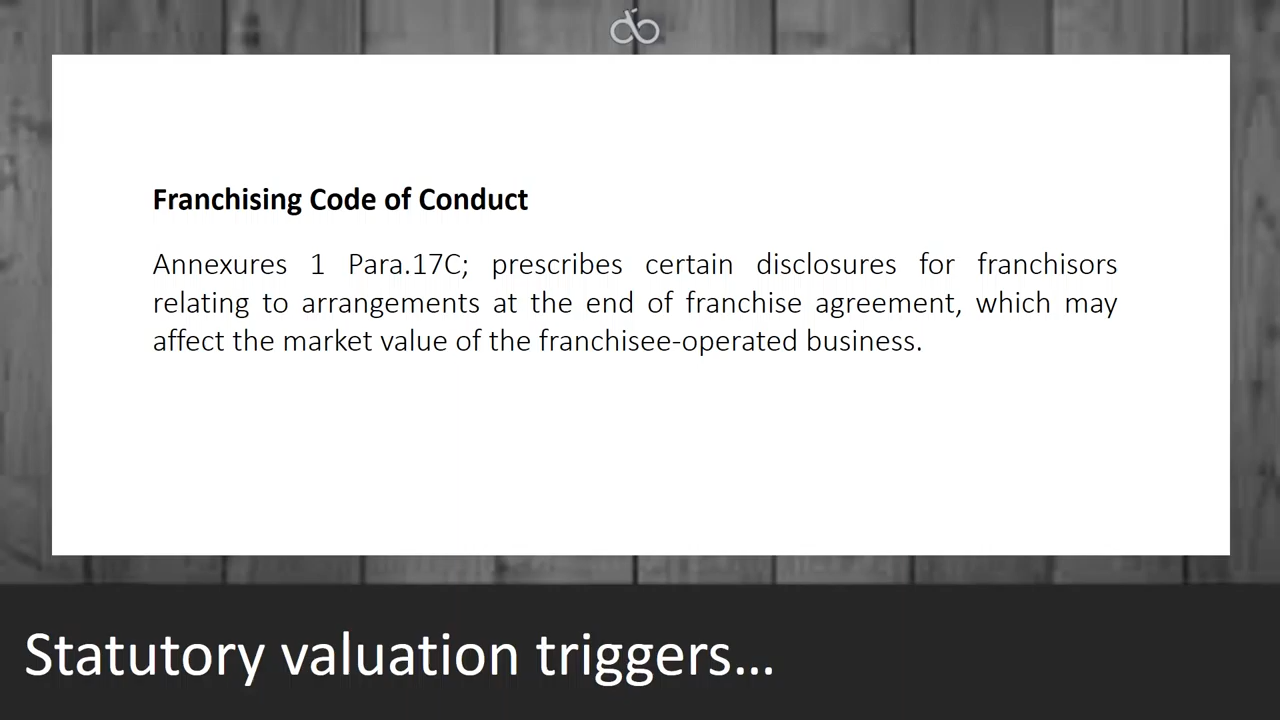 Franchising Code of Conduct
Annexures 1 Para.17C; prescribes certain disclosures for franchisors
relating to arrangements at the end of franchise agreement, which may
affect the market value of the franchisee-operated business.
Statutory valuation triggers...